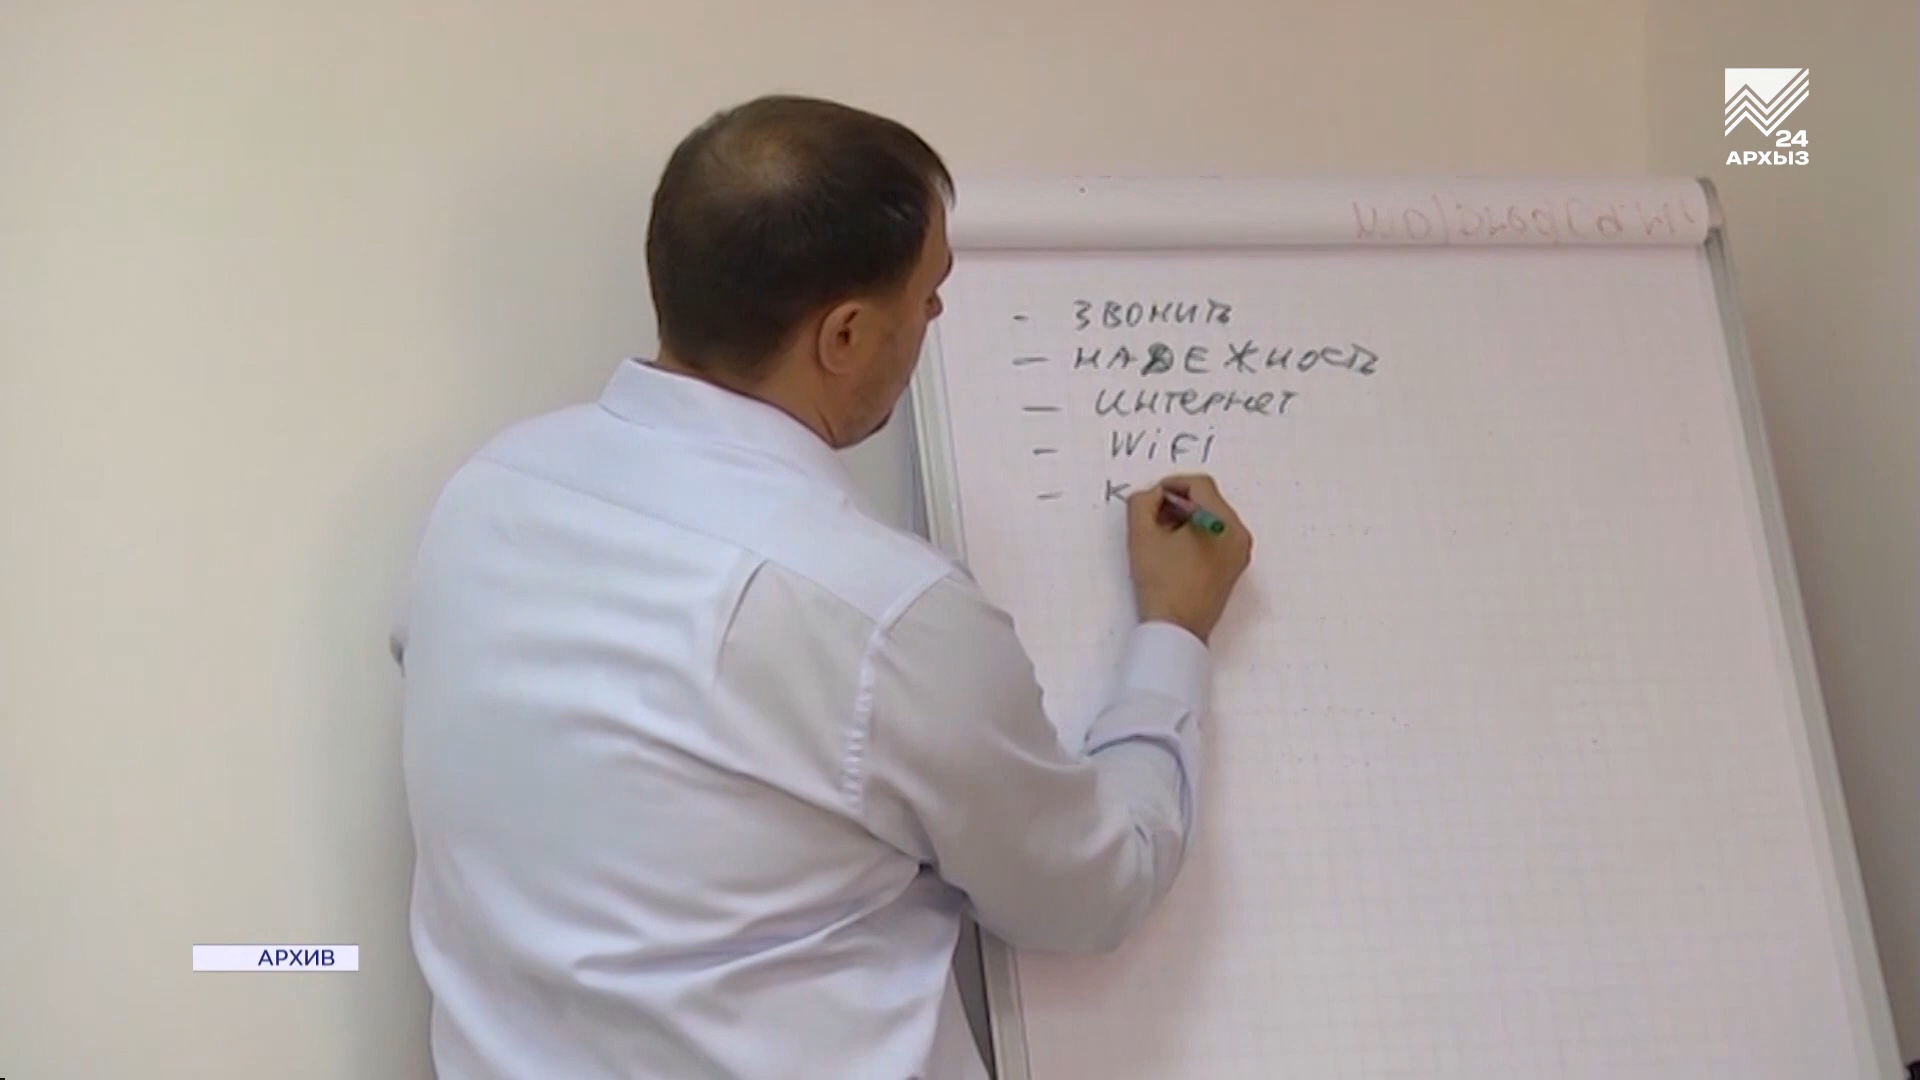 24
АРХЫЗ
- ЗВОНИТЬ
- НАДЕЖНОСТЬ
- ИНТЕРНЕТ
- WiFi
- К
АРХИВ